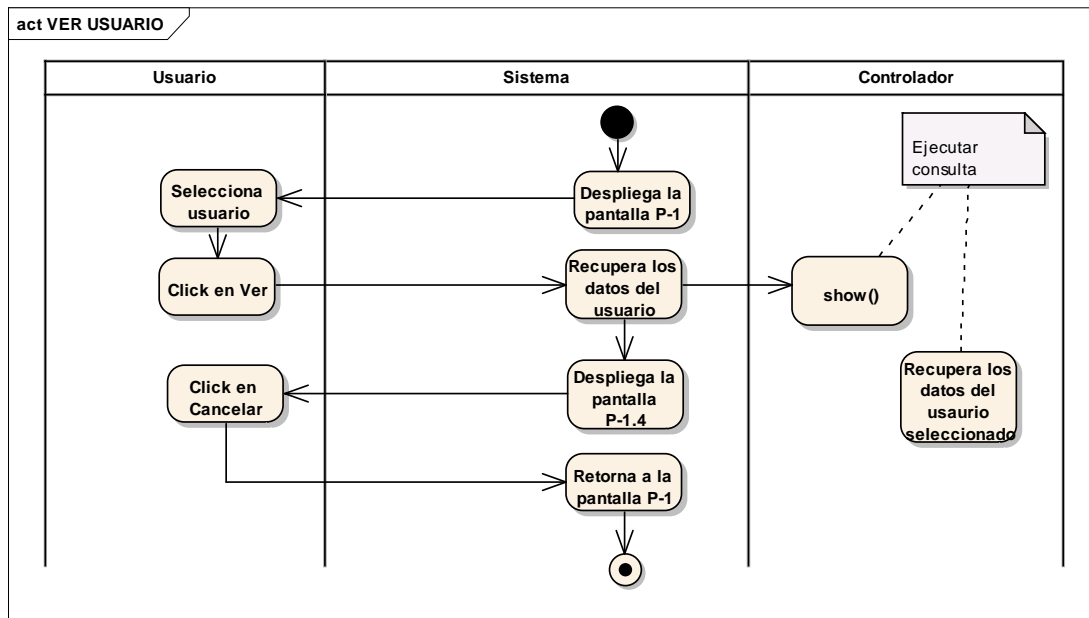 act VER USUARIO
Usuario
Sistema
Controlador
Ejecutar
consulta
Selecciona
usuario
Despliega la
pantalla P-1
Click en Ver
Recupera los
datos del
usuario
show()
Click en
Cancelar
Despliega la
pantalla
P-1.4
Recupera los
datos del
usaurio
seleccionado
Retorna a la
pantalla P-1